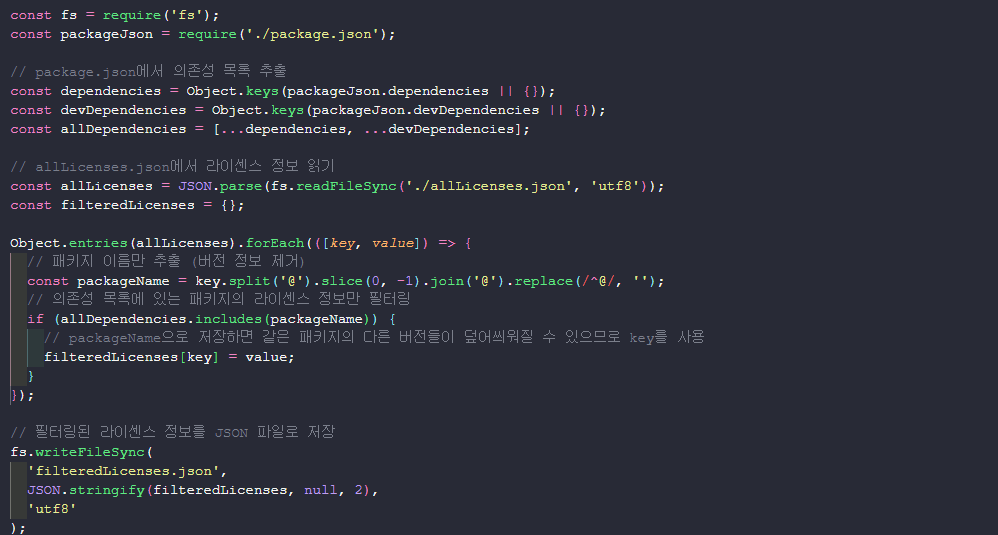 const fs = require('fs');
const packageJson = require('./package.json');

// package.json에서 의존성 목록 추출
const dependencies = Object.keys(packageJson.dependencies || {});
const devDependencies = Object.keys(packageJson.devDependencies || {});
const allDependencies = [...dependencies, ...devDependencies];

// allLicenses.json에서 라이센스 정보 읽기
const allLicenses = JSON.parse(fs.readFileSync('./allLicenses.json', 'utf8'));
const filteredLicenses = {};

Object.entries(allLicenses).forEach(([key, value]) => {
  // 패키지 이름만 추출 (버전 정보 제거)
  const packageName = key.split('@').slice(0, -1).join('@').replace(/^@/, '');
  // 의존성 목록에 있는 패키지의 라이센스 정보만 필터링
  if (allDependencies.includes(packageName)) {
    // packageName으로 저장하면 같은 패키지의 다른 버전들이 덮어씌워질 수 있으므로 key를 사용
    filteredLicenses[key] = value;
  }
});

// 필터링된 라이센스 정보를 JSON 파일로 저장
fs.writeFileSync(
  'filteredLicenses.json',
  JSON.stringify(filteredLicenses, null, 2),
  'utf8'
);